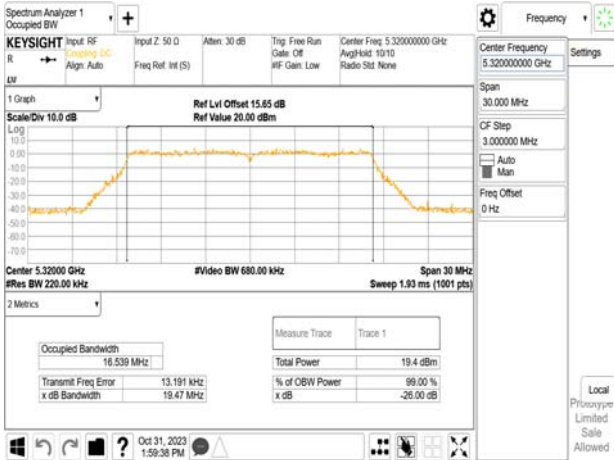 Spectrum Analyzer 1
Occupied BW
Frequency
KEYSIGHT
R
LXI
Input: RF
Coupling: DC
Align: Auto
Input Z: 50 Ω
Freq Ref: Int (S)
Atten: 30 dB
Trig: Free Run
Gate: Off
#IF Gain: Low
Center Freq: 5.320000000 GHz
Avg|Hold: 10/10
Radio Std: None
Center Frequency
5.320000000 GHz
Settings
Span
30.000 MHz
CF Step
3.000000 MHz
Auto
Man
Freq Offset
0 Hz
1 Graph
Scale/Div 10.0 dB
Ref Lvl Offset 15.65 dB
Ref Value 20.00 dBm
Log
10.0
0.00
-10.0
-20.0
-30.0
-40.0
-50.0
-60.0
-70.0
Center 5.32000 GHz
#Video BW 680.00 kHz
Span 30 MHz
#Res BW 220.00 kHz
Sweep 1.93 ms (1001 pts)
2 Metrics
Measure Trace
Trace 1
Occupied Bandwidth
16.539 MHz
Total Power
19.4 dBm
Transmit Freq Error
13.191 kHz
% of OBW Power
99.00 %
x dB Bandwidth
19.47 MHz
x dB
-26.00 dB
Local
Prototype
Limited
Sale
Allowed
?
Oct 31, 2023
1:59:38 PM